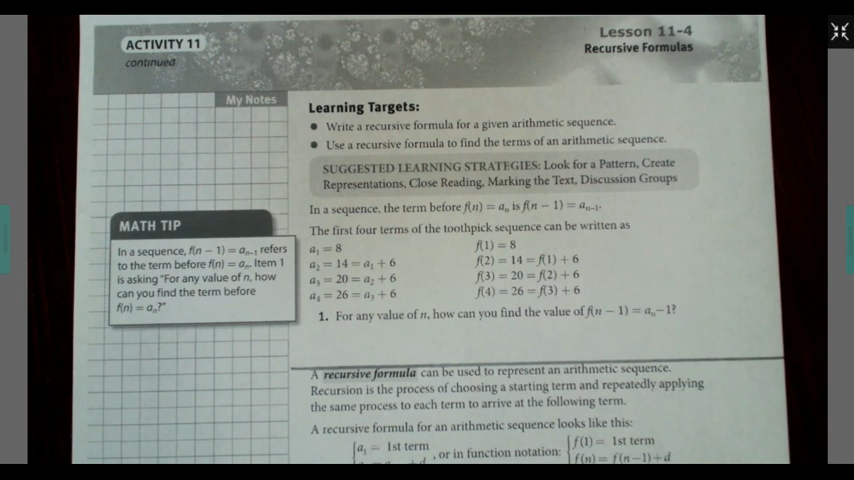 ACTIVITY 11
continued
Lesson 11-4
Recursive Formulas
My Notes
Learning Targets:
● Write a recursive formula for a given arithmetic sequence.
● Use a recursive formula to find the terms of an arithmetic sequence.
SUGGESTED LEARNING STRATEGIES: Look for a Pattern, Create
Representations, Close Reading, Marking the Text, Discussion Groups
In a sequence, the term before f(n) = aₙ is f(n − 1) = aₙ₋₁.
The first four terms of the toothpick sequence can be written as
a₁ = 8 f(1) = 8
a₂ = 14 = a₁ + 6 f(2) = 14 = f(1) + 6
a₃ = 20 = a₂ + 6 f(3) = 20 = f(2) + 6
a₄ = 26 = a₃ + 6 f(4) = 26 = f(3) + 6
1. For any value of n, how can you find the value of f(n − 1) = aₙ−1?
MATH TIP
In a sequence, f(n − 1) = aₙ₋₁ refers
to the term before f(n) = aₙ. Item 1
is asking "For any value of n, how
can you find the term before
f(n) = aₙ?"
A recursive formula can be used to represent an arithmetic sequence.
Recursion is the process of choosing a starting term and repeatedly applying
the same process to each term to arrive at the following term.
A recursive formula for an arithmetic sequence looks like this:
a₁ = 1st term , or in function notation: f(1) = 1st term
+ d f(n) = f(n−1)+d